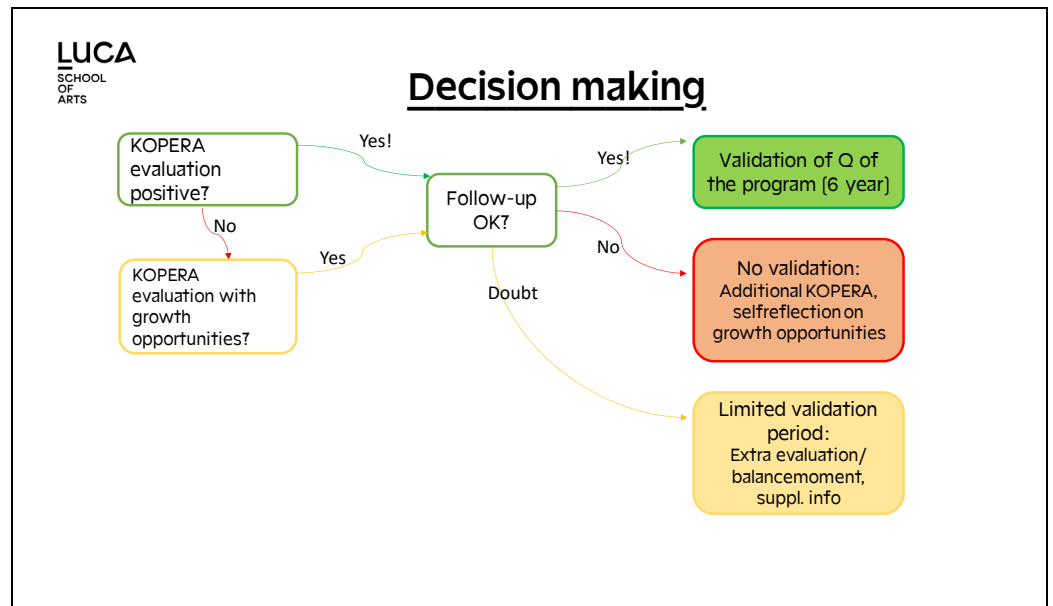 LUCA
SCHOOL
OF
ARTS
Decision making
KOPERA
evaluation
positive?
Yes!
Follow-up
OK?
Yes!
Validation of Q of
the program (6 year)
No
KOPERA
evaluation with
growth
opportunities?
Yes
No
No validation:
Additional KOPERA,
selfreflection on
growth opportunities
Doubt
Limited validation
period:
Extra evaluation/
balancemoment,
suppl. info